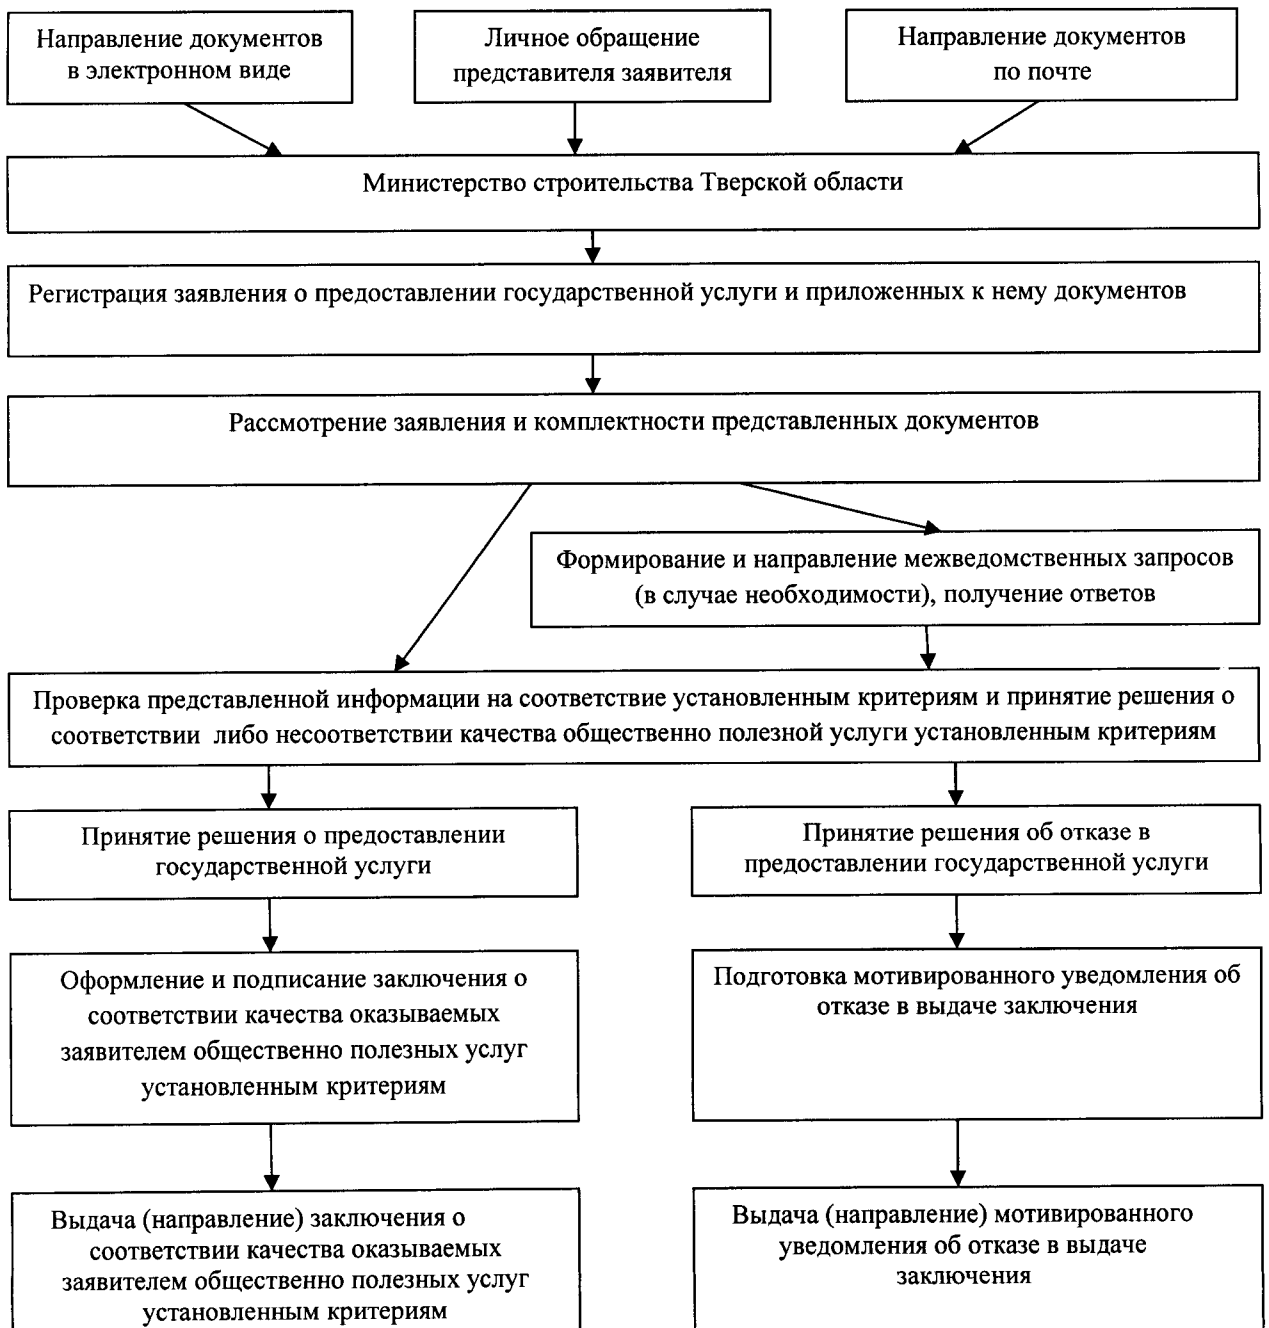 Направление документов
в электронном виде
Личное обращение
представителя заявителя
Направление документов
по почте
Министерство строительства Тверской области
Регистрация заявления о предоставлении государственной услуги и приложенных к нему документов
Рассмотрение заявления и комплектности представленных документов
Формирование и направление межведомственных запросов
(в случае необходимости), получение ответов
Проверка представленной информации на соответствие установленным критериям и принятие решения о
соответствии либо несоответствии качества общественно полезной услуги установленным критериям
Принятие решения о предоставлении
государственной услуги
Принятие решения об отказе в
предоставлении государственной услуги
Оформление и подписание заключения о
соответствии качества оказываемых
заявителем общественно полезных услуг
установленным критериям
Подготовка мотивированного уведомления об
отказе в выдаче заключения
Выдача (направление) заключения о
соответствии качества оказываемых
заявителем общественно полезных услуг
установленным критериям
Выдача (направление) мотивированного
уведомления об отказе в выдаче
заключения